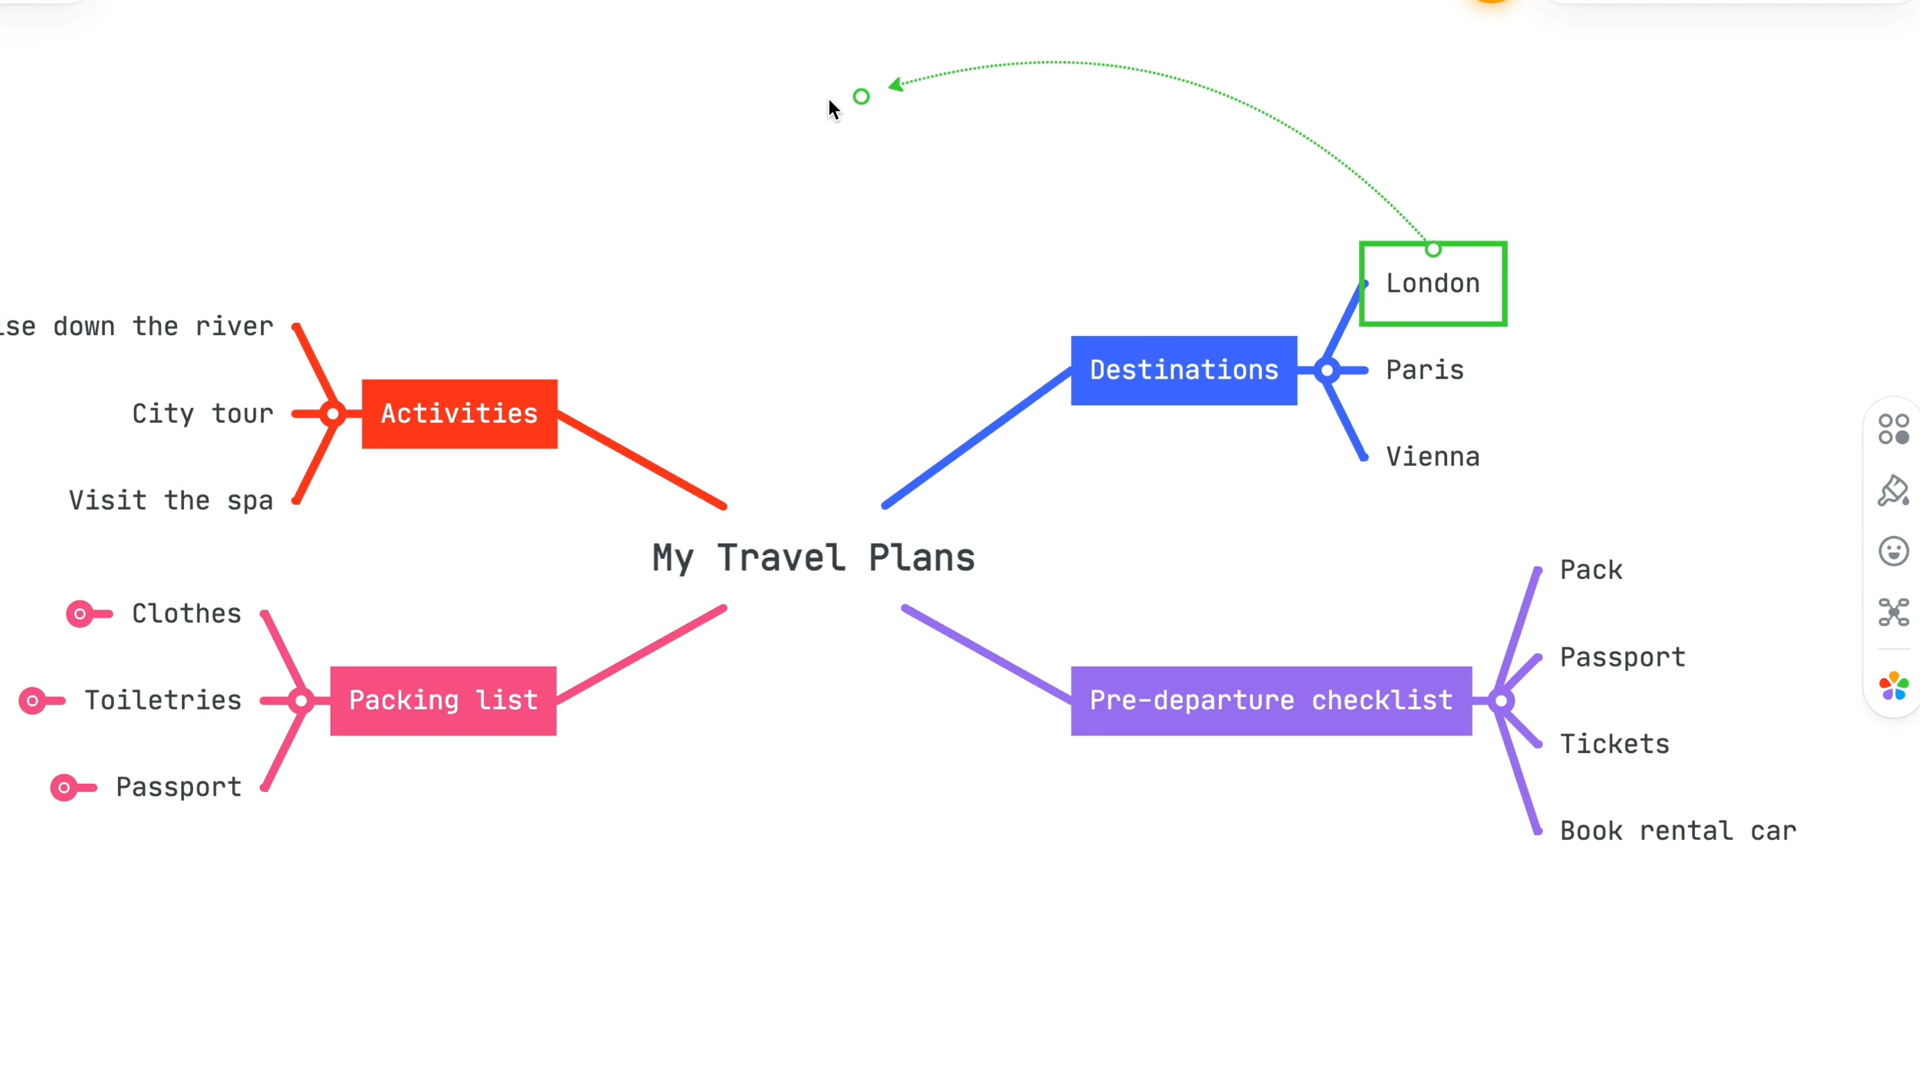 London
Destinations
Paris
Vienna
down the river
Activities
City tour
Visit the spa
My Travel Plans
Clothes
Packing list
Toiletries
Passport
Pre-departure checklist
Pack
Passport
Tickets
Book rental car